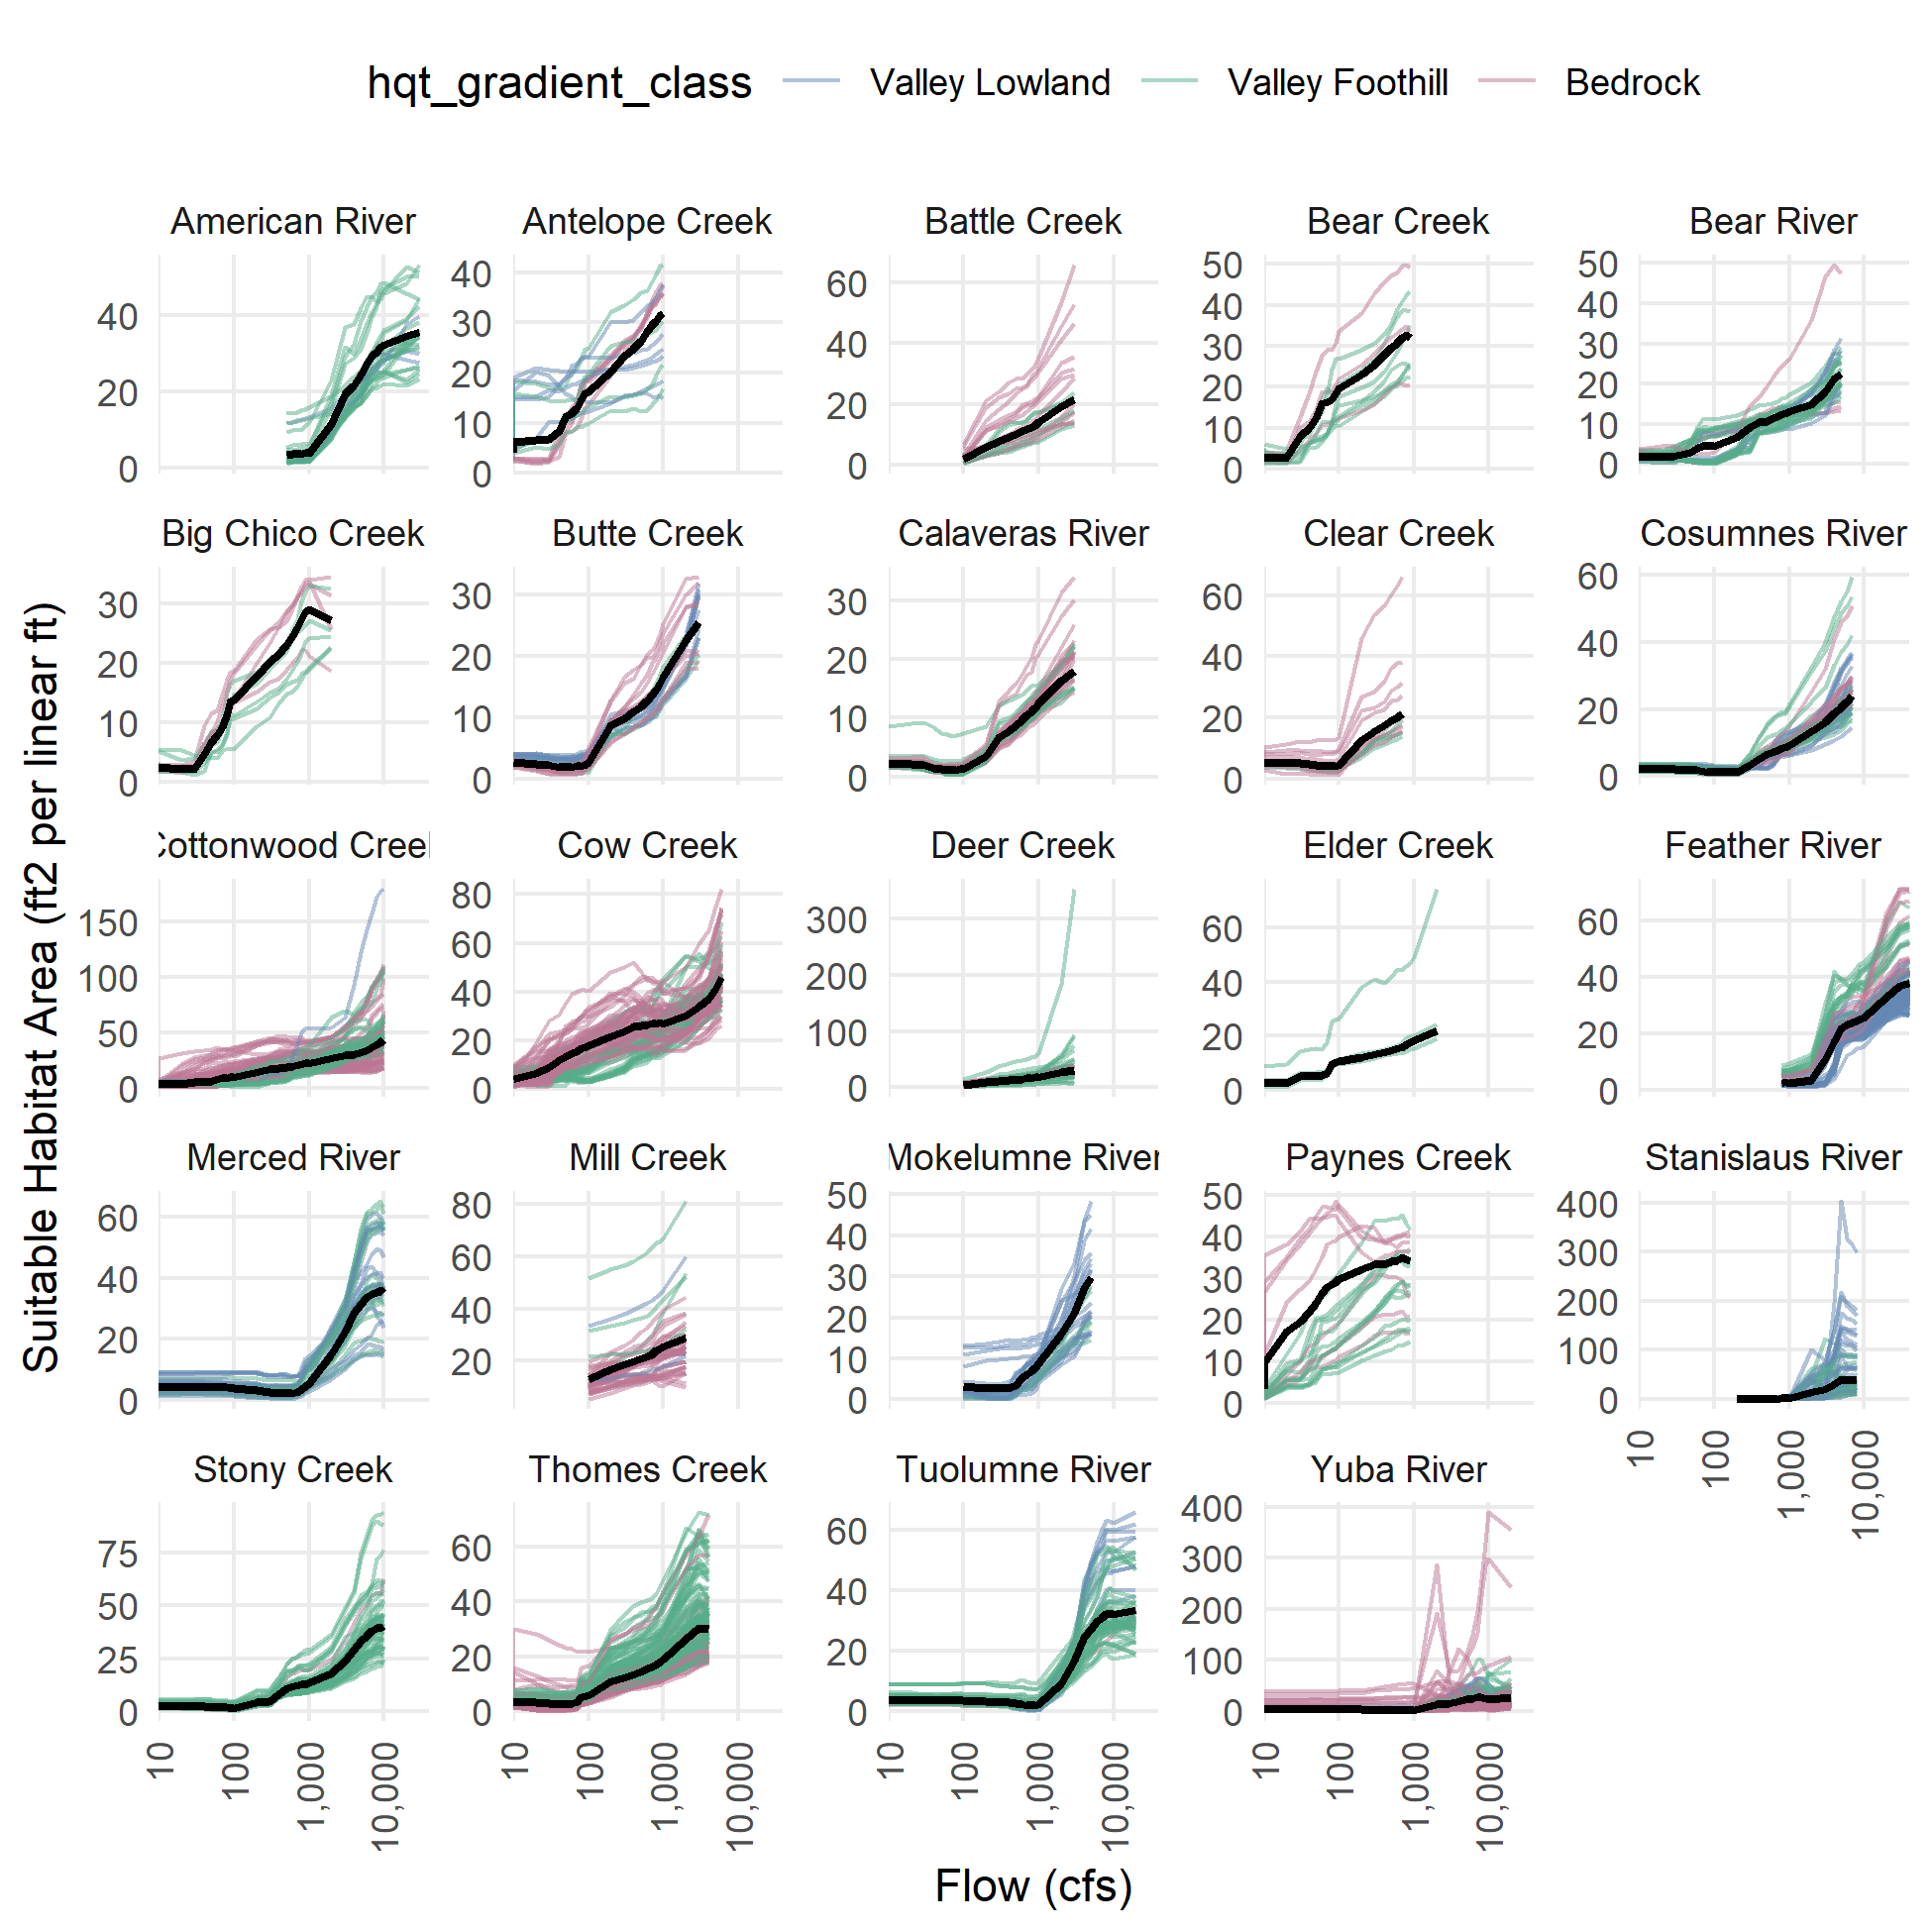 hqt_gradient_class Valley Lowland Valley Foothill Bedrock
American River Antelope Creek Battle Creek Bear Creek Bear River
40 20 0
40 30 20 10 0
60 40 20 0
50 40 30 20 10 0
50 40 30 20 10 0
Big Chico Creek Butte Creek Calaveras River Clear Creek Cosumnes River
30 20 10 0
30 20 10 0
30 20 10 0
60 40 20 0
60 40 20 0
Cottonwood Creek Cow Creek Deer Creek Elder Creek Feather River
150 100 50 0
80 60 40 20 0
300 200 100 0
60 40 20 0
60 40 20 0
Merced River Mill Creek Mokelumne River Paynes Creek Stanislaus River
60 40 20 0
80 60 40 20
50 40 30 20 10 0
50 40 30 20 10 0
400 300 200 100 0
10 100 1,000 10,000
Stony Creek Thomes Creek Tuolumne River Yuba River
75 50 25 0
60 40 20 0
60 40 20 0
400 300 200 100 0
10 100 1,000 10,000
10 100 1,000 10,000
10 100 1,000 10,000
10 100 1,000 10,000
Flow (cfs)
Suitable Habitat Area (ft2 per linear ft)